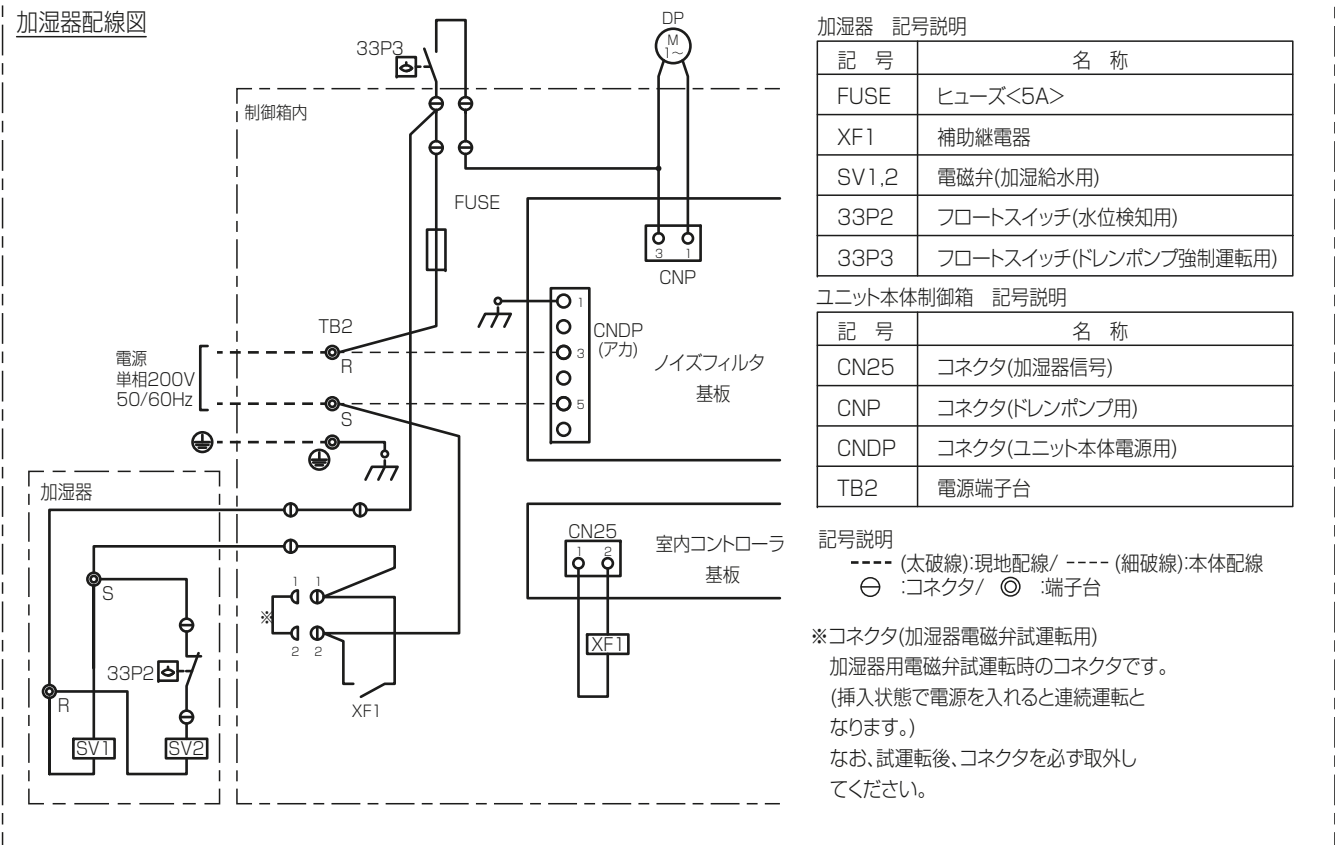 加湿器配線図
33P3
DP
M
1～
制御箱内
FUSE
3 1
CNP
TB2
1
CNDP
(アカ)
3
5
ノイズフィルタ
基板
電源
単相200V
50/60Hz
R
S
加湿器
CN25
1 2
室内コントローラ
基板
S
1 1
※
2 2
XF1
33P2
R
XF1
SV1
SV2
加湿器 記号説明
記 号 名 称
FUSE ヒューズ<5A>
XF1 補助継電器
SV1,2 電磁弁(加湿給水用)
33P2 フロートスイッチ(水位検知用)
33P3 フロートスイッチ(ドレンポンプ強制運転用)
ユニット本体制御箱 記号説明
記 号 名 称
CN25 コネクタ(加湿器信号)
CNP コネクタ(ドレンポンプ用)
CNDP コネクタ(ユニット本体電源用)
TB2 電源端子台
記号説明
(太破線):現地配線/ ---- (細破線):本体配線
:コネクタ/ ◎ :端子台
※コネクタ(加湿器電磁弁試運転用)
加湿器用電磁弁試運転時のコネクタです。
(挿入状態で電源を入れると連続運転と
なります。)
なお、試運転後、コネクタを必ず取外し
てください。